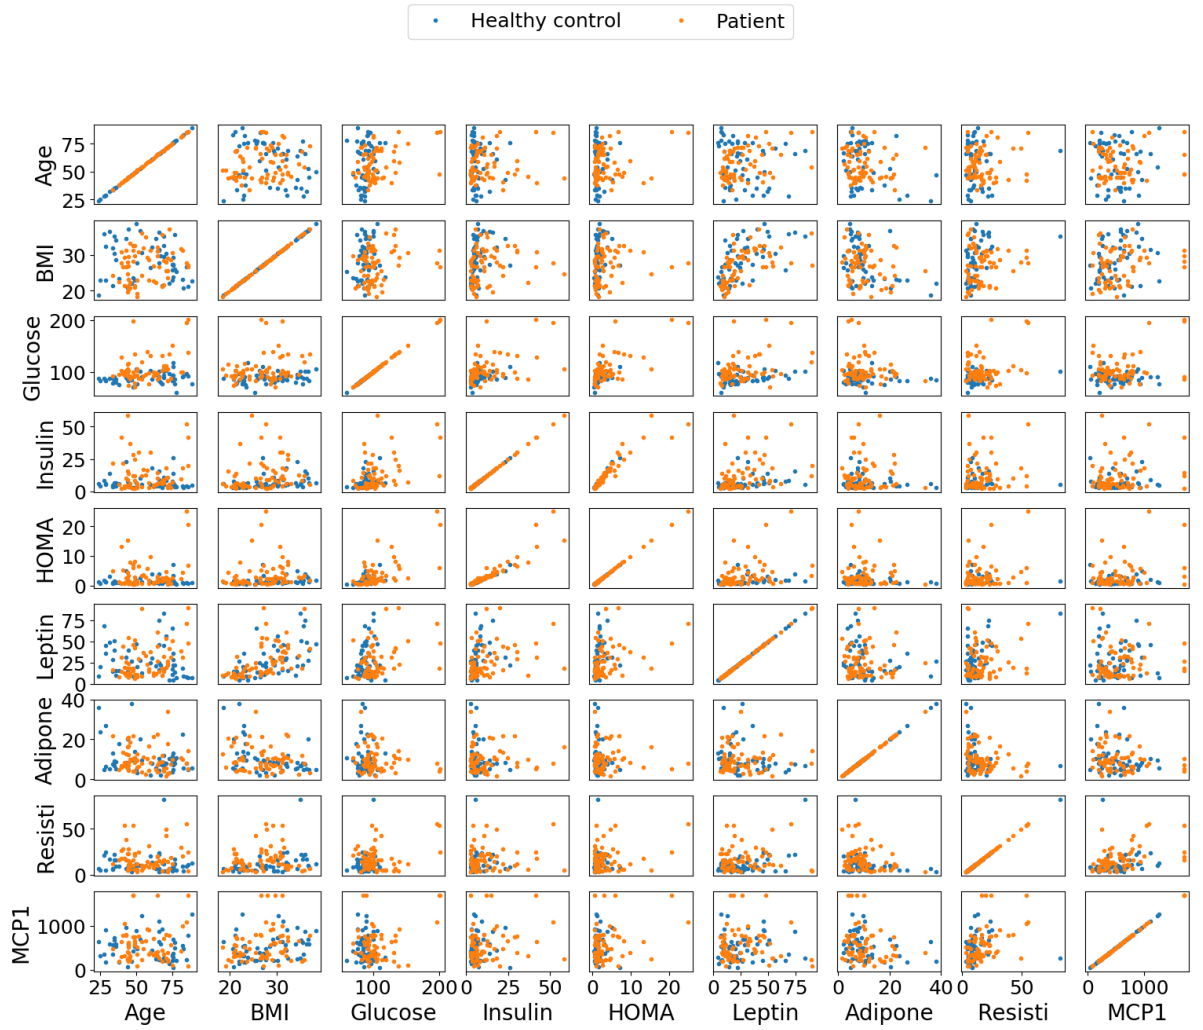 Healthy control Patient
Age 75 50 25
BMI 30 20
Glucose 200 100
Insulin 50 25 0
HOMA 20 10 0
Leptin 75 50 25 0
Adipone 40 20 0
Resisti 50 0
MCP1 1000 0
25 50 75 20 30 100 200 0 50 0 20 0 25 50 75 0 20 40 0 50 0 1000
Age BMI Glucose Insulin HOMA Leptin Adipone Resisti MCP1